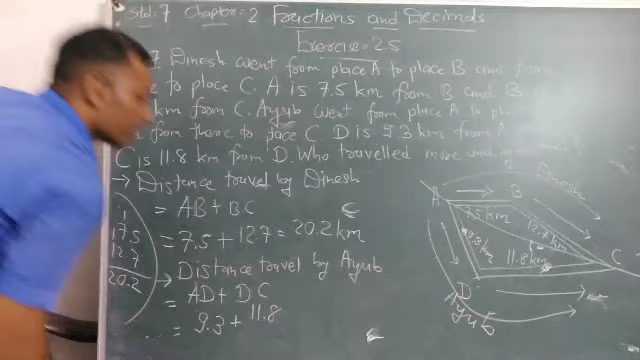 Std:-7 Chapter:-2 Fractions and Decimals
Exercise-2.5
7 Dinesh went from place A to place B and from
to place C. A is 7.5 km from B and B
km from C. Ayub went from place A to
from there to place C D is 9.3 km from A
C is 11.8 km from D. Who travelled more and
→ Distance travel by Dinesh
= AB + BC
= 7.5 + 12.7 = 20.2 km
1
7.5
12.7
20.2
→ Distance travel by Ayub
= AD + DC
= 9.3 + 11.8
Dinesh
A B
7.5 km
12.7 km
9.3 km
11.8 km
C
D
Ayub